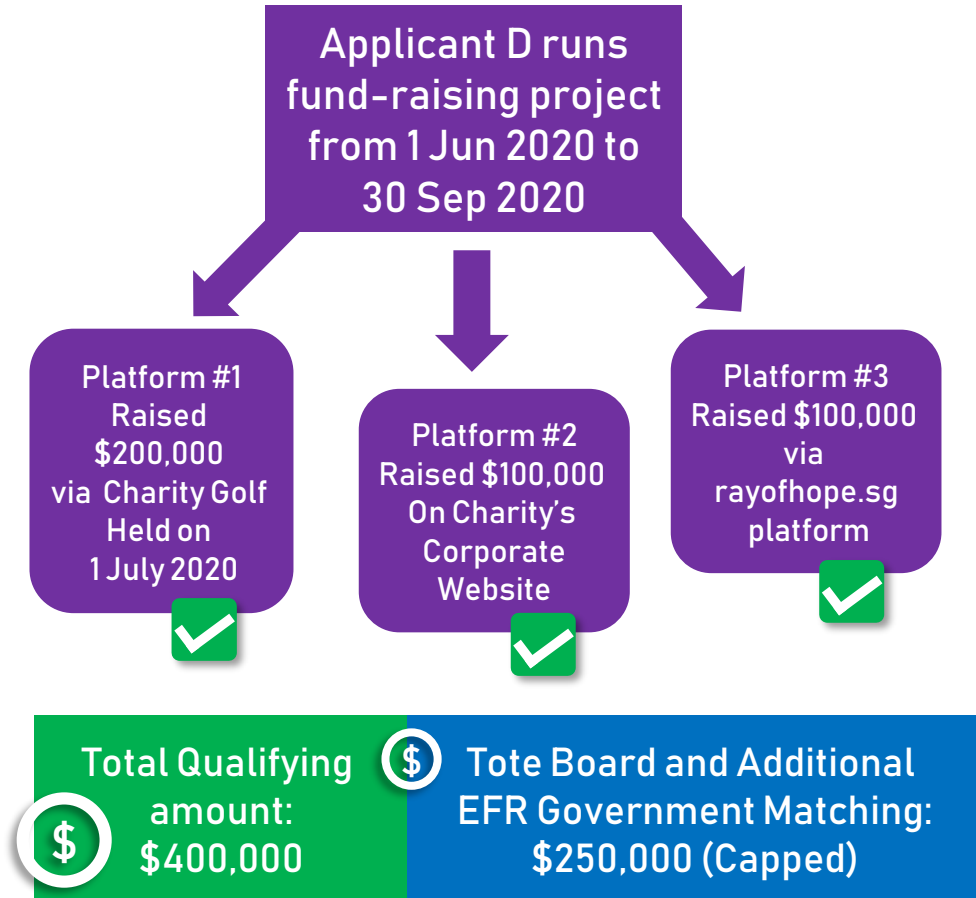 Applicant D runs
fund-raising project
from 1 Jun 2020 to
30 Sep 2020
Platform #1
Raised
$200,000
via Charity Golf
Held on
1 July 2020
Platform #2
Raised $100,000
On Charity's
Corporate
Website
Platform #3
Raised $100,000
via
rayofhope.sg
platform
Total Qualifying
amount:
$400,000
$
$
Tote Board and Additional
EFR Government Matching:
$250,000 (Capped)